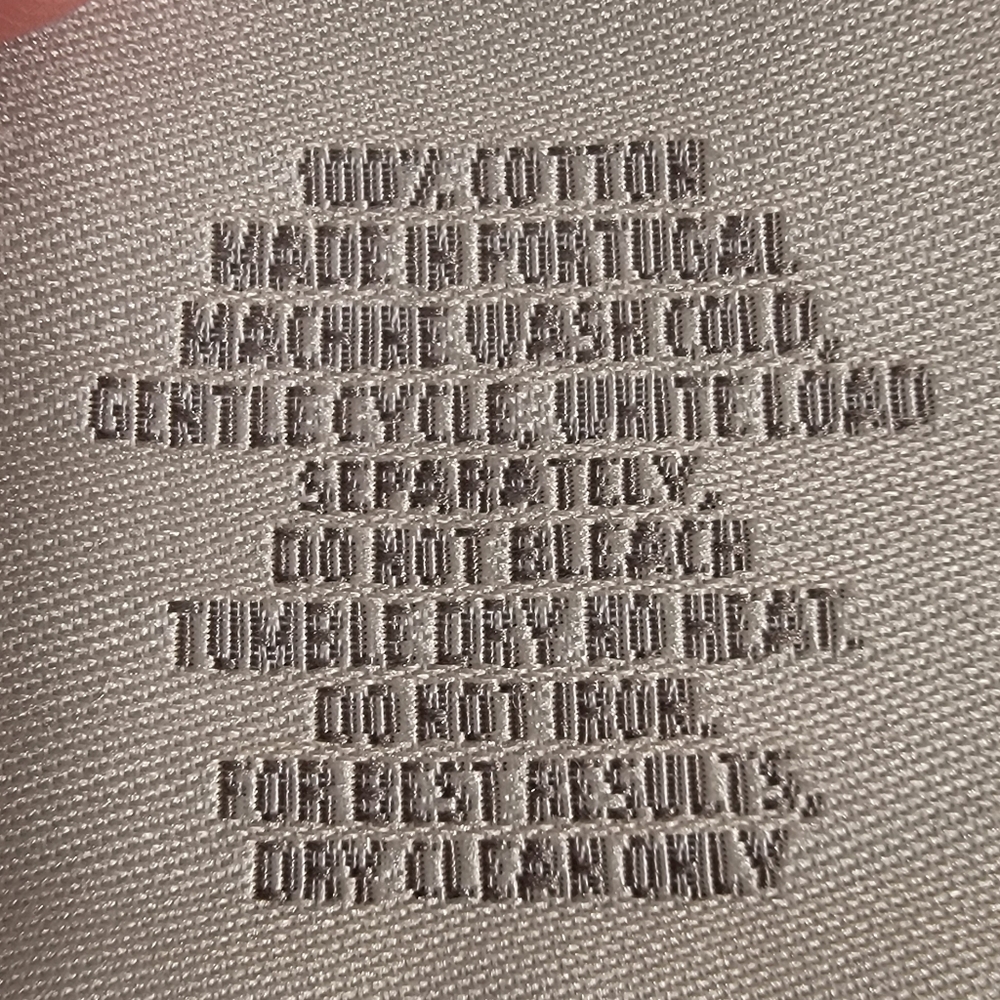 100% COTTON
MADE IN PORTUGAL
MACHINE WASH COLD,
GENTLE CYCLE, WHITE LOAD
SEPARATELY.
DO NOT BLEACH
TUMBLE DRY NO HEAT.
DO NOT IRON.
FOR BEST RESULTS,
DRY CLEAN ONLY